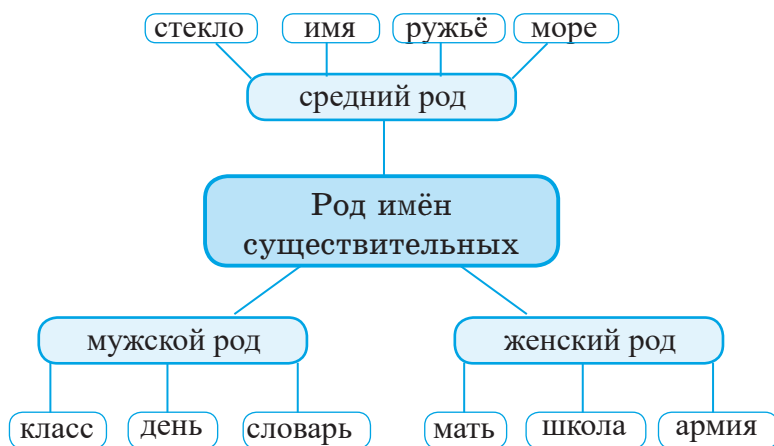 стекло имя ружьё море
средний род
Род имён
существительных
мужской род женский род
класс день словарь мать школа армия